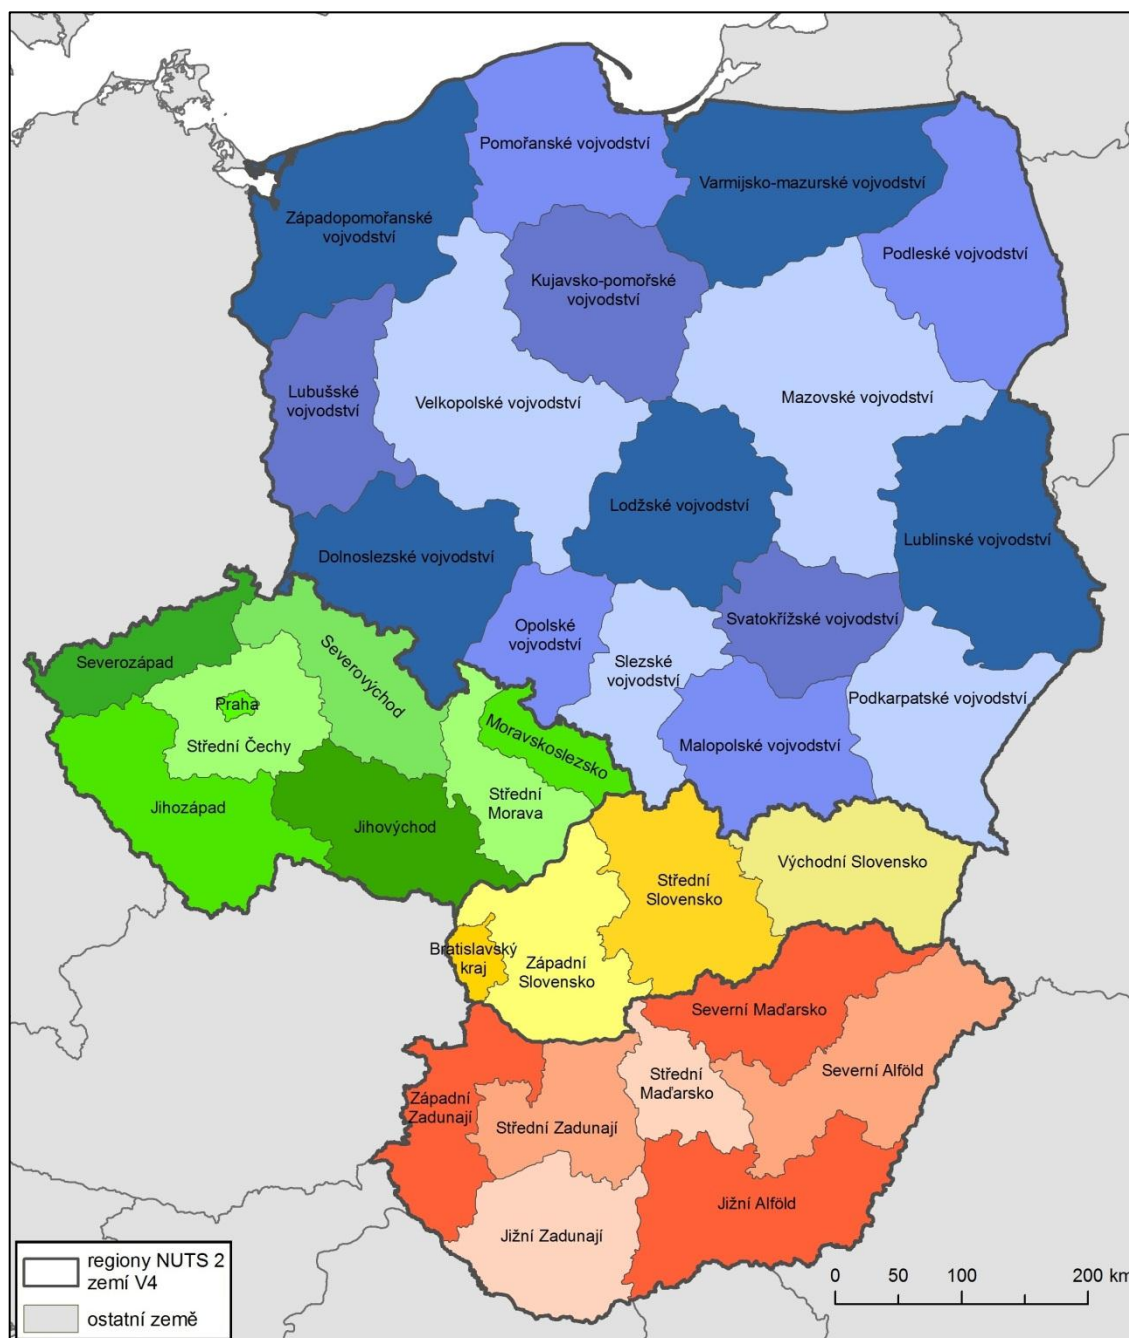 Pomořanské vojvodství
Varmijsko-mazurské vojvodství
Západopomořanské
vojvodství
Podleské vojvodství
Kujavsko-pomořské
vojvodství
Lubušské
vojvodství
Velkopolské vojvodství
Mazovské vojvodství
Lodžské vojvodství
Dolnoslezské vojvodství
Lublinské vojvodství
Opolské
vojvodství
Svatokřížské vojvodství
Slezské
vojvodství
Severozápad
Severovýchod
Praha
Podkarpatské vojvodství
Střední Čechy
Moravskoslezsko
Malopolské vojvodství
Jihozápad
Střední
Morava
Jihovýchod
Východní Slovensko
Střední
Slovensko
Bratislavský
kraj
Západní
Slovensko
Severní Maďarsko
Severní Alföld
Střední
Maďarsko
Západní
Zadunají
Střední Zadunají
Jižní Alföld
Jižní Zadunají
regiony NUTS 2
zemí V4
ostatní země
0 50 100 200 km